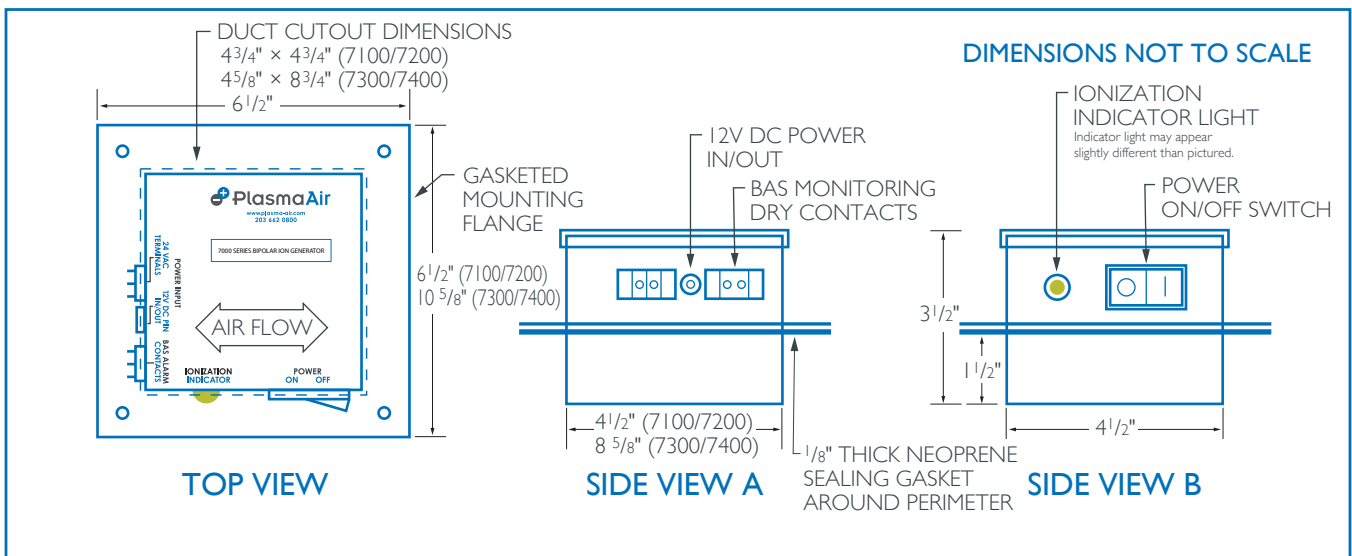 DUCT CUTOUT DIMENSIONS
4 3/4" × 4 3/4" (7100/7200)
4 5/8" × 8 3/4" (7300/7400)
6 1/2"
GASKETED
MOUNTING
FLANGE
6 1/2" (7100/7200)
10 5/8" (7300/7400)
PlasmaAir
www.plasma-air.com
203 662 0800
7000 SERIES BIPOLAR ION GENERATOR
POWER INPUT
24 VAC
TERMINALS
12V DC PIN
IN/OUT
BAS ALARM
CONTACTS
AIR FLOW
IONIZATION
INDICATOR
POWER
ON OFF
TOP VIEW
12V DC POWER
IN/OUT
BAS MONITORING
DRY CONTACTS
4 1/2" (7100/7200)
8 5/8" (7300/7400)
1/8" THICK NEOPRENE
SEALING GASKET
AROUND PERIMETER
SIDE VIEW A
DIMENSIONS NOT TO SCALE
IONIZATION
INDICATOR LIGHT
Indicator light may appear
slightly different than pictured.
POWER
ON/OFF SWITCH
3 1/2"
1 1/2"
4 1/2"
SIDE VIEW B